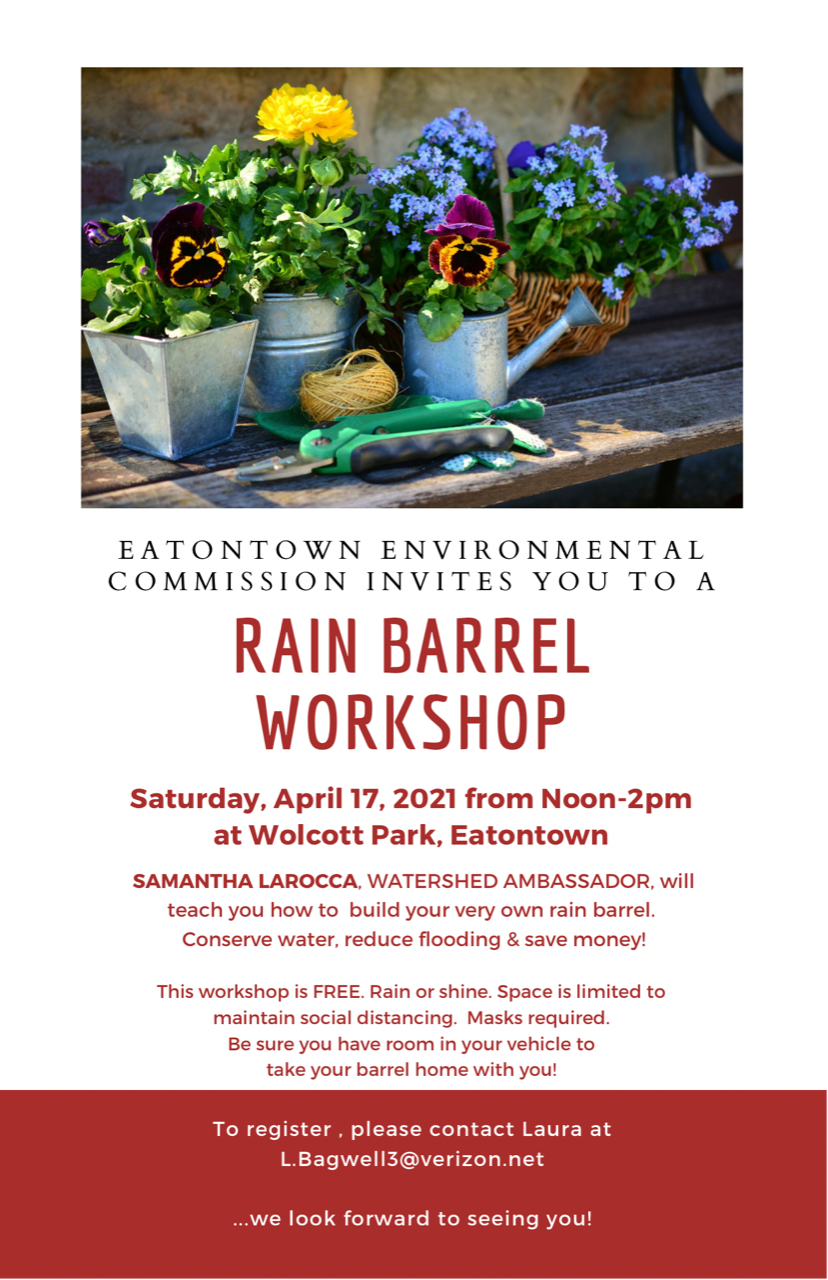 EATONTOWN ENVIRONMENTAL
COMMISSION INVITES YOU TO A
RAIN BARREL
WORKSHOP
Saturday, April 17, 2021 from Noon-2pm
at Wolcott Park, Eatontown
SAMANTHA LAROCCA, WATERSHED AMBASSADOR, will
teach you how to  build your very own rain barrel.
Conserve water, reduce flooding & save money!
This workshop is FREE. Rain or shine. Space is limited to
maintain social distancing.  Masks required.
Be sure you have room in your vehicle to
take your barrel home with you!
To register , please contact Laura at
L.Bagwell3@verizon.net
...we look forward to seeing you!